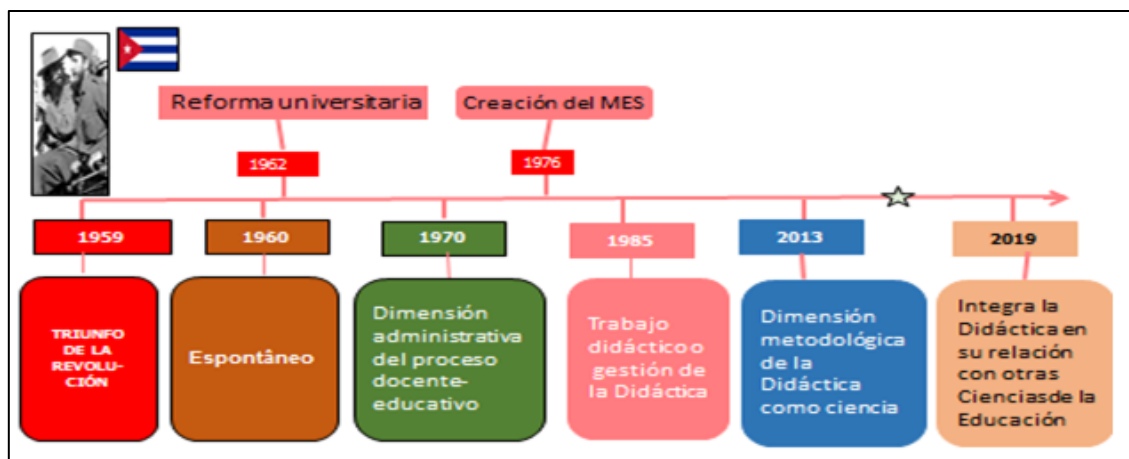 Reforma universitaria
Creación del MES
1962
1976
1959
1960
1970
1985
2013
2019
TRIUNFO
DE LA
REVOLU-
CIÓN
Espontâneo
Dimensión
administrativa
del proceso
docente-
educativo
Trabajo
didáctico o
gestión de
la Didáctica
Dimensión
metodológica
de la
Didáctica
como ciencia
Integra la
Didáctica en
su relación
con otras
Cienciasde la
Educación